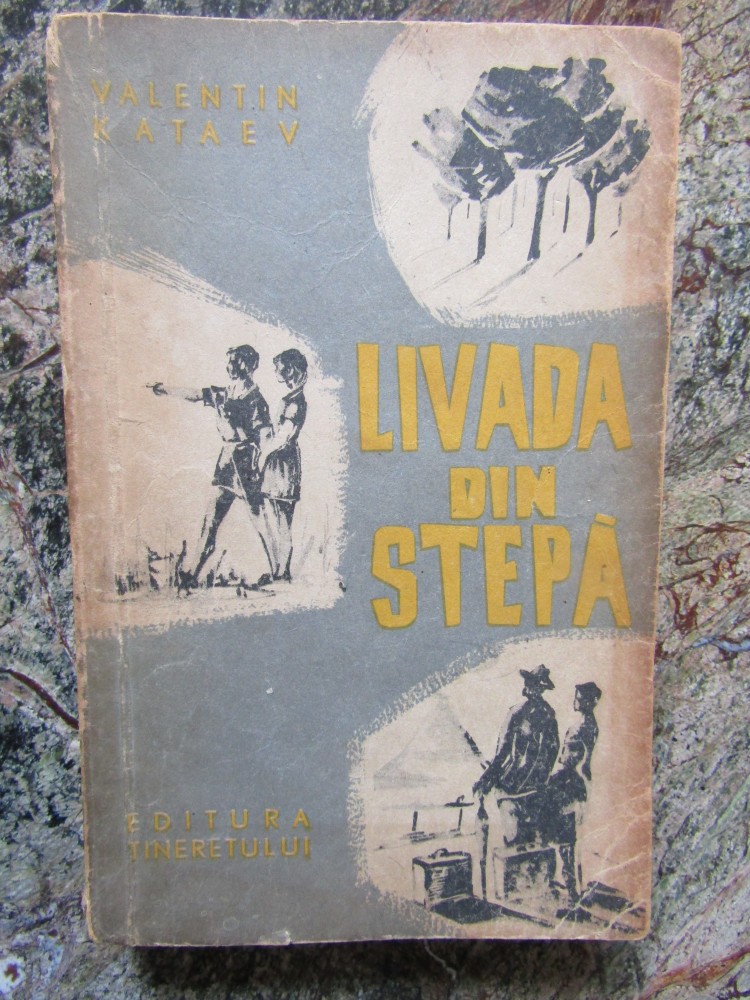 VALENTIN
KATAEV
LIVADA
DIN
STEPĂ
EDITURA
TINERETULUI